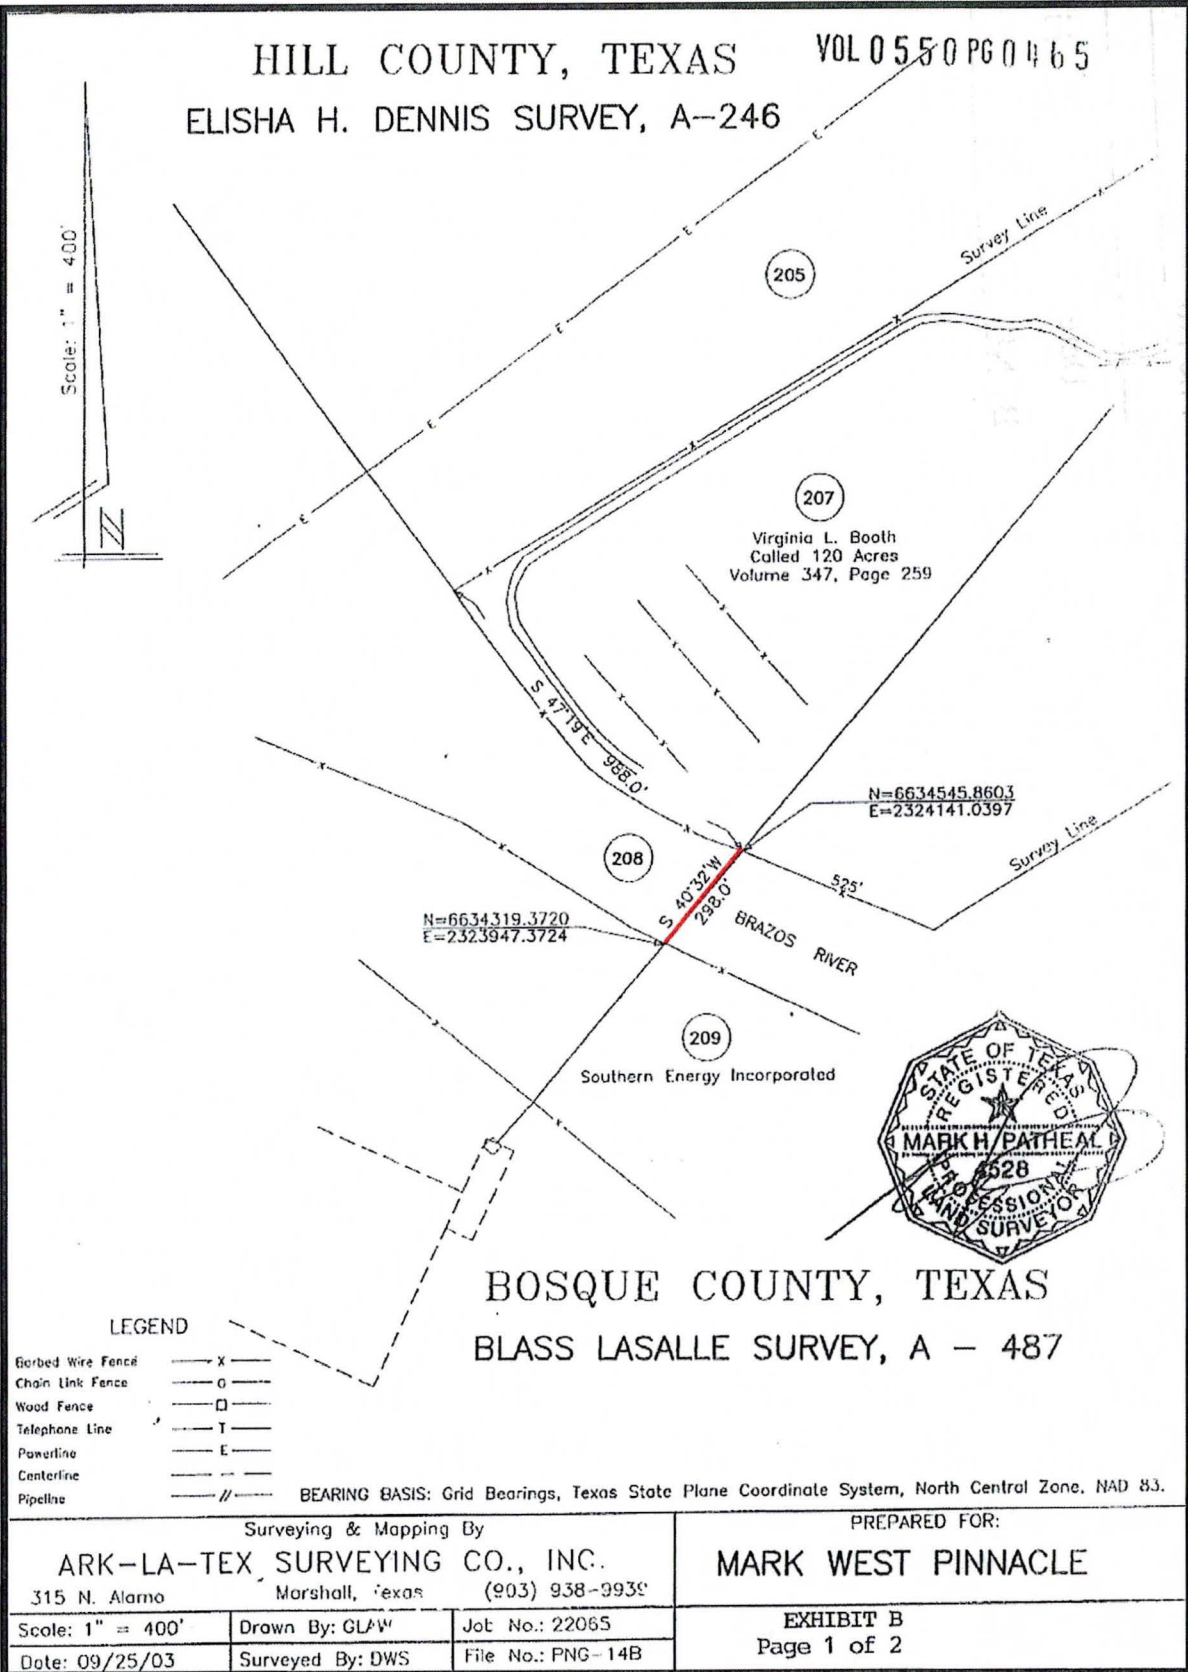 HILL COUNTY, TEXAS
VOL 0550 PG 0465
ELISHA H. DENNIS SURVEY, A-246
Scale: 1" = 400'
N
E
E
E
E
E
205
Survey Line
X
X
X
X
207
Virginia L. Booth
Called 120 Acres
Volume 347, Page 259
S 47°19'E 988.0'
N=6634545.8603
E=2324141.0397
Survey Line
208
S 40°32'W
298.0'
525'
BRAZOS RIVER
N=6634319.3720
E=2323947.3724
209
Southern Energy Incorporated
STATE OF TEXAS
REGISTERED
MARK H. PATHEAL
PROFESSIONAL
LAND SURVEYOR
BOSQUE COUNTY, TEXAS
BLASS LASALLE SURVEY, A - 487
LEGEND
Barbed Wire Fence X
Chain Link Fence O
Wood Fence
Telephone Line T
Powerline E
Centerline
Pipeline //
BEARING BASIS: Grid Bearings, Texas State Plane Coordinate System, North Central Zone, NAD 83.
Surveying & Mapping By
ARK-LA-TEX SURVEYING CO., INC.
315 N. Alamo Marshall, Texas (903) 938-9939
PREPARED FOR:
MARK WEST PINNACLE
Scale: 1" = 400' Drawn By: GLAW Job No.: 22065
Date: 09/25/03 Surveyed By: DWS File No.: PNG-14B
EXHIBIT B
Page 1 of 2